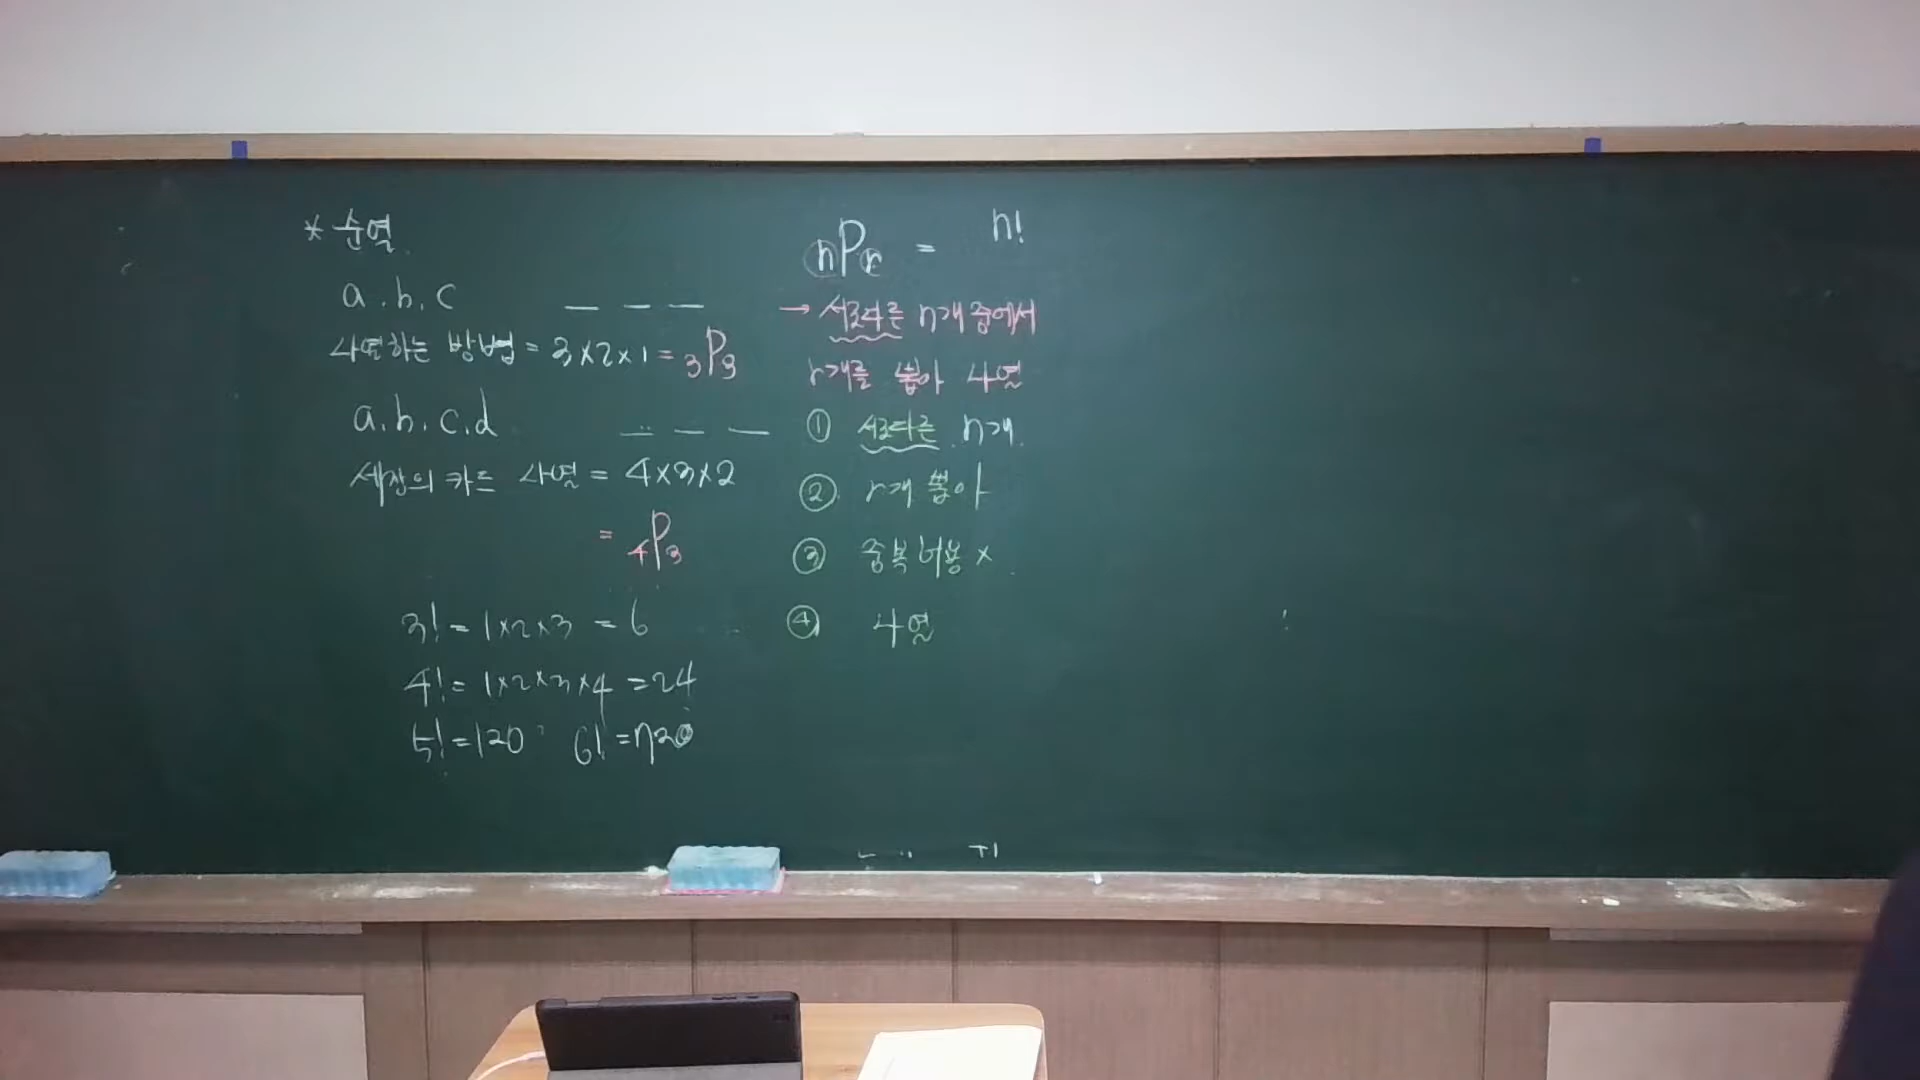 * 순열
a . b . c
나열하는 방법 = 3×2×1 = ₃P₃
a . b . c . d
세장의 카드 나열 = 4×3×2
= ₄P₃
3! = 1×2×3 = 6
4! = 1×2×3×4 = 24
5! = 120 6! = 720
ₙPᵣ = n!
→ 서로다른 n개 중에서
r개를 뽑아 나열
① 서로다른 n개
② r개 뽑아
③ 중복허용 ×
④ 나열